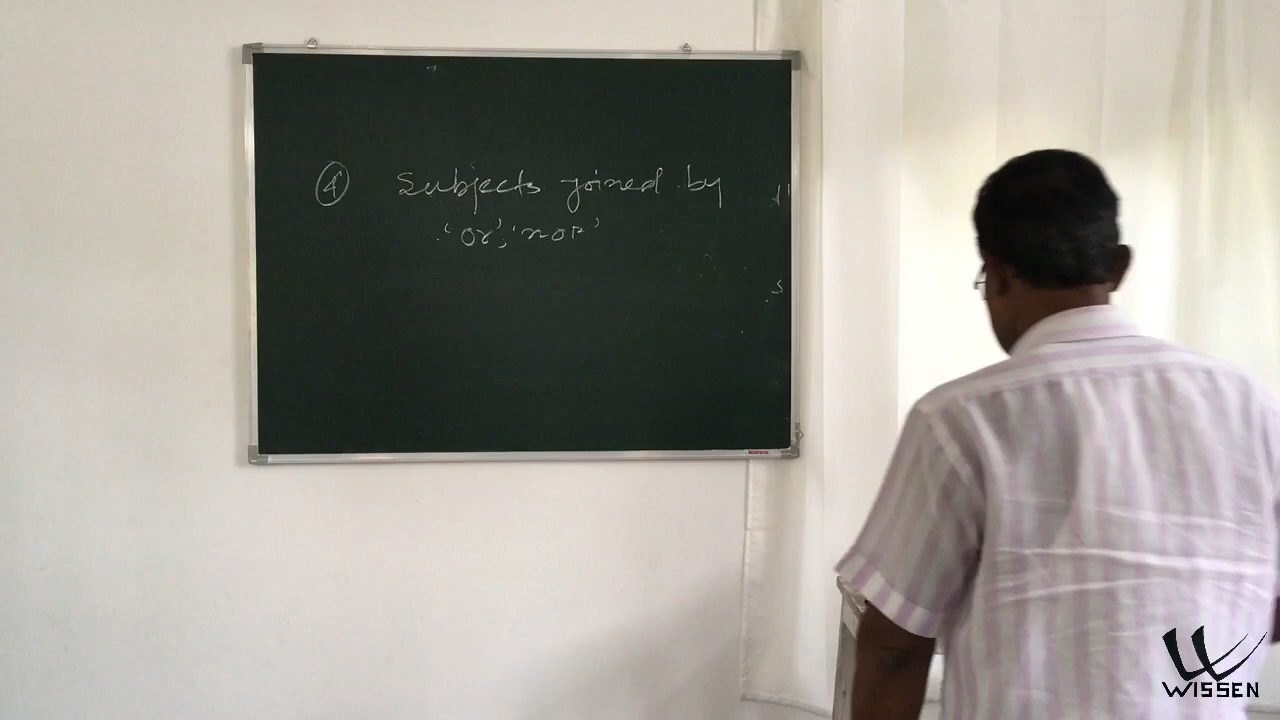 ④ Subjects joined by
'or', 'nor'
WISSEN